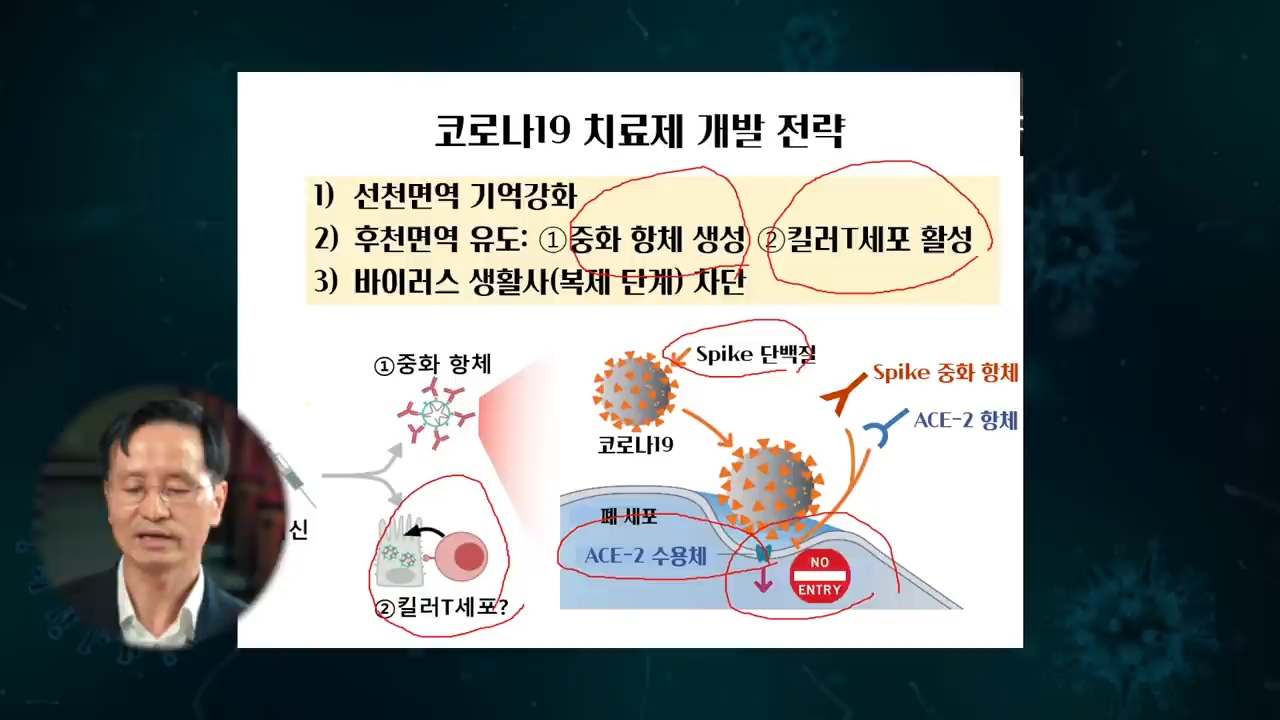 코로나19 치료제 개발 전략
1) 선천면역 기억강화
2) 후천면역 유도: ①중화 항체 생성 ②킬러T세포 활성
3) 바이러스 생활사(복제 단계) 차단
①중화 항체
신
②킬러T세포?
Spike 단백질
코로나19
Spike 중화 항체
ACE-2 항체
폐 세포
ACE-2 수용체
NO
ENTRY